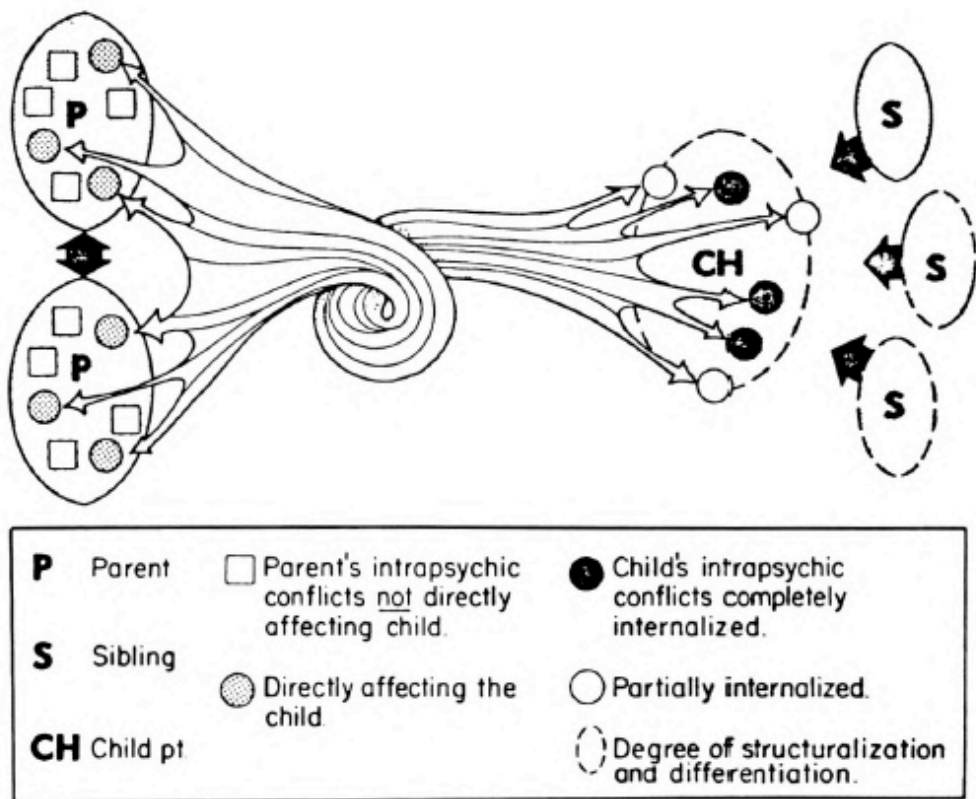 P
S
P
CH
S
S
P Parent
Parent's intrapsychic
conflicts not directly
affecting child.
Child's intrapsychic
conflicts completely
internalized.
S Sibling
Directly affecting the
child.
Partially internalized.
CH Child pt.
Degree of structuralization
and differentiation.